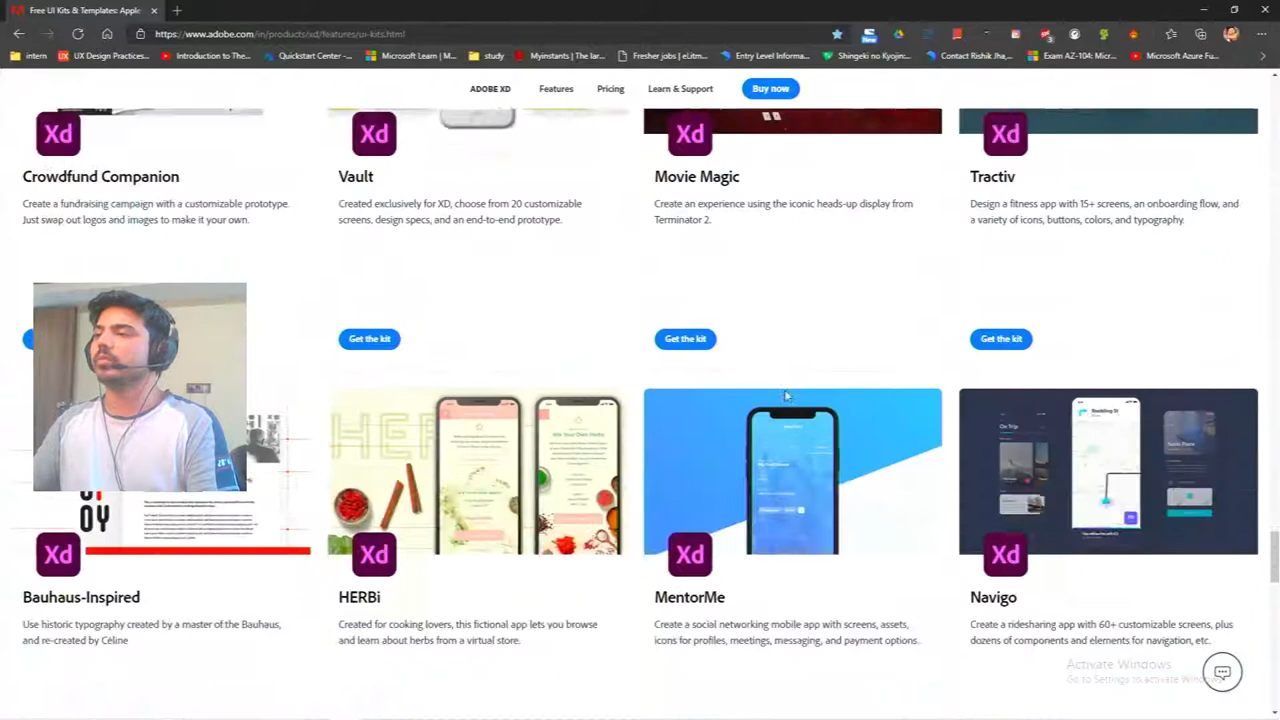 Free UI Kits & Templates: Apple
https://www.adobe.com/in/products/xd/features/ui-kits.html
intern
UX Design Practices...
Introduction to The...
Quickstart Center -...
Microsoft Learn | M...
study
Myinstants | The lar...
Fresher jobs | eLitm...
Entry Level Informa...
Shingeki no Kyojin:...
Contact Rishik Jha,...
Exam AZ-104: Micr...
Microsoft Azure Fu...
ADOBE XD
Features
Pricing
Learn & Support
Buy now
Xd
Xd
Xd
Xd
Crowdfund Companion
Vault
Movie Magic
Tractiv
Create a fundraising campaign with a customizable prototype.
Just swap out logos and images to make it your own.
Created exclusively for XD, choose from 20 customizable
screens, design specs, and an end-to-end prototype.
Create an experience using the iconic heads-up display from
Terminator 2.
Design a fitness app with 15+ screens, an onboarding flow, and
a variety of icons, buttons, colors, and typography.
Get the kit
Get the kit
Get the kit
Xd
Xd
Xd
Xd
Bauhaus-Inspired
HERBi
MentorMe
Navigo
Use historic typography created by a master of the Bauhaus,
and re-created by Céline
Created for cooking lovers, this fictional app lets you browse
and learn about herbs from a virtual store.
Create a social networking mobile app with screens, assets,
icons for profiles, meetings, messaging, and payment options.
Create a ridesharing app with 60+ customizable screens, plus
dozens of components and elements for navigation, etc.
Activate Windows
Go to Settings to activate Windows.